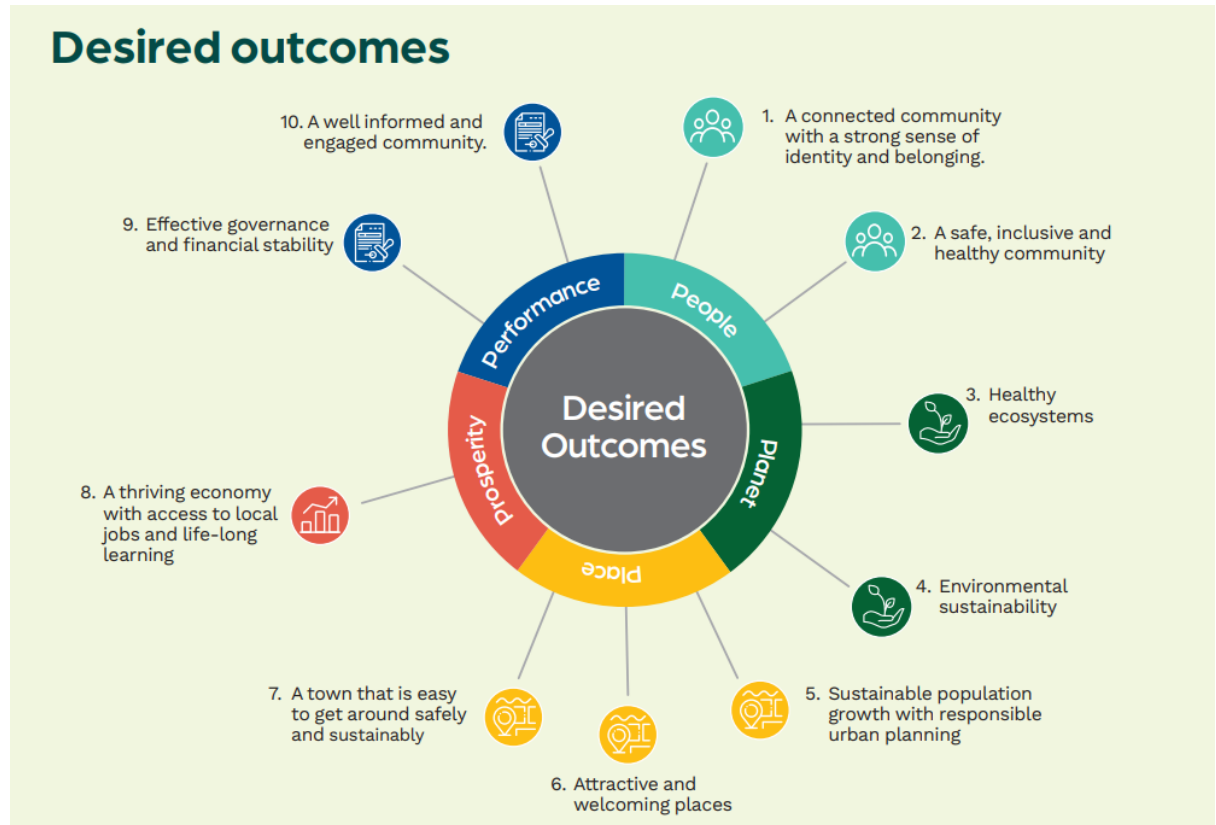 Desired outcomes
10. A well informed and
engaged community.
1. A connected community
with a strong sense of
identity and belonging.
9. Effective governance
and financial stability
2. A safe, inclusive and
healthy community
Performance
People
3. Healthy
ecosystems
Desired
Outcomes
Prosperity
Planet
8. A thriving economy
with access to local
jobs and life-long
learning
Place
4. Environmental
sustainability
7. A town that is easy
to get around safely
and sustainably
5. Sustainable population
growth with responsible
urban planning
6. Attractive and
welcoming places